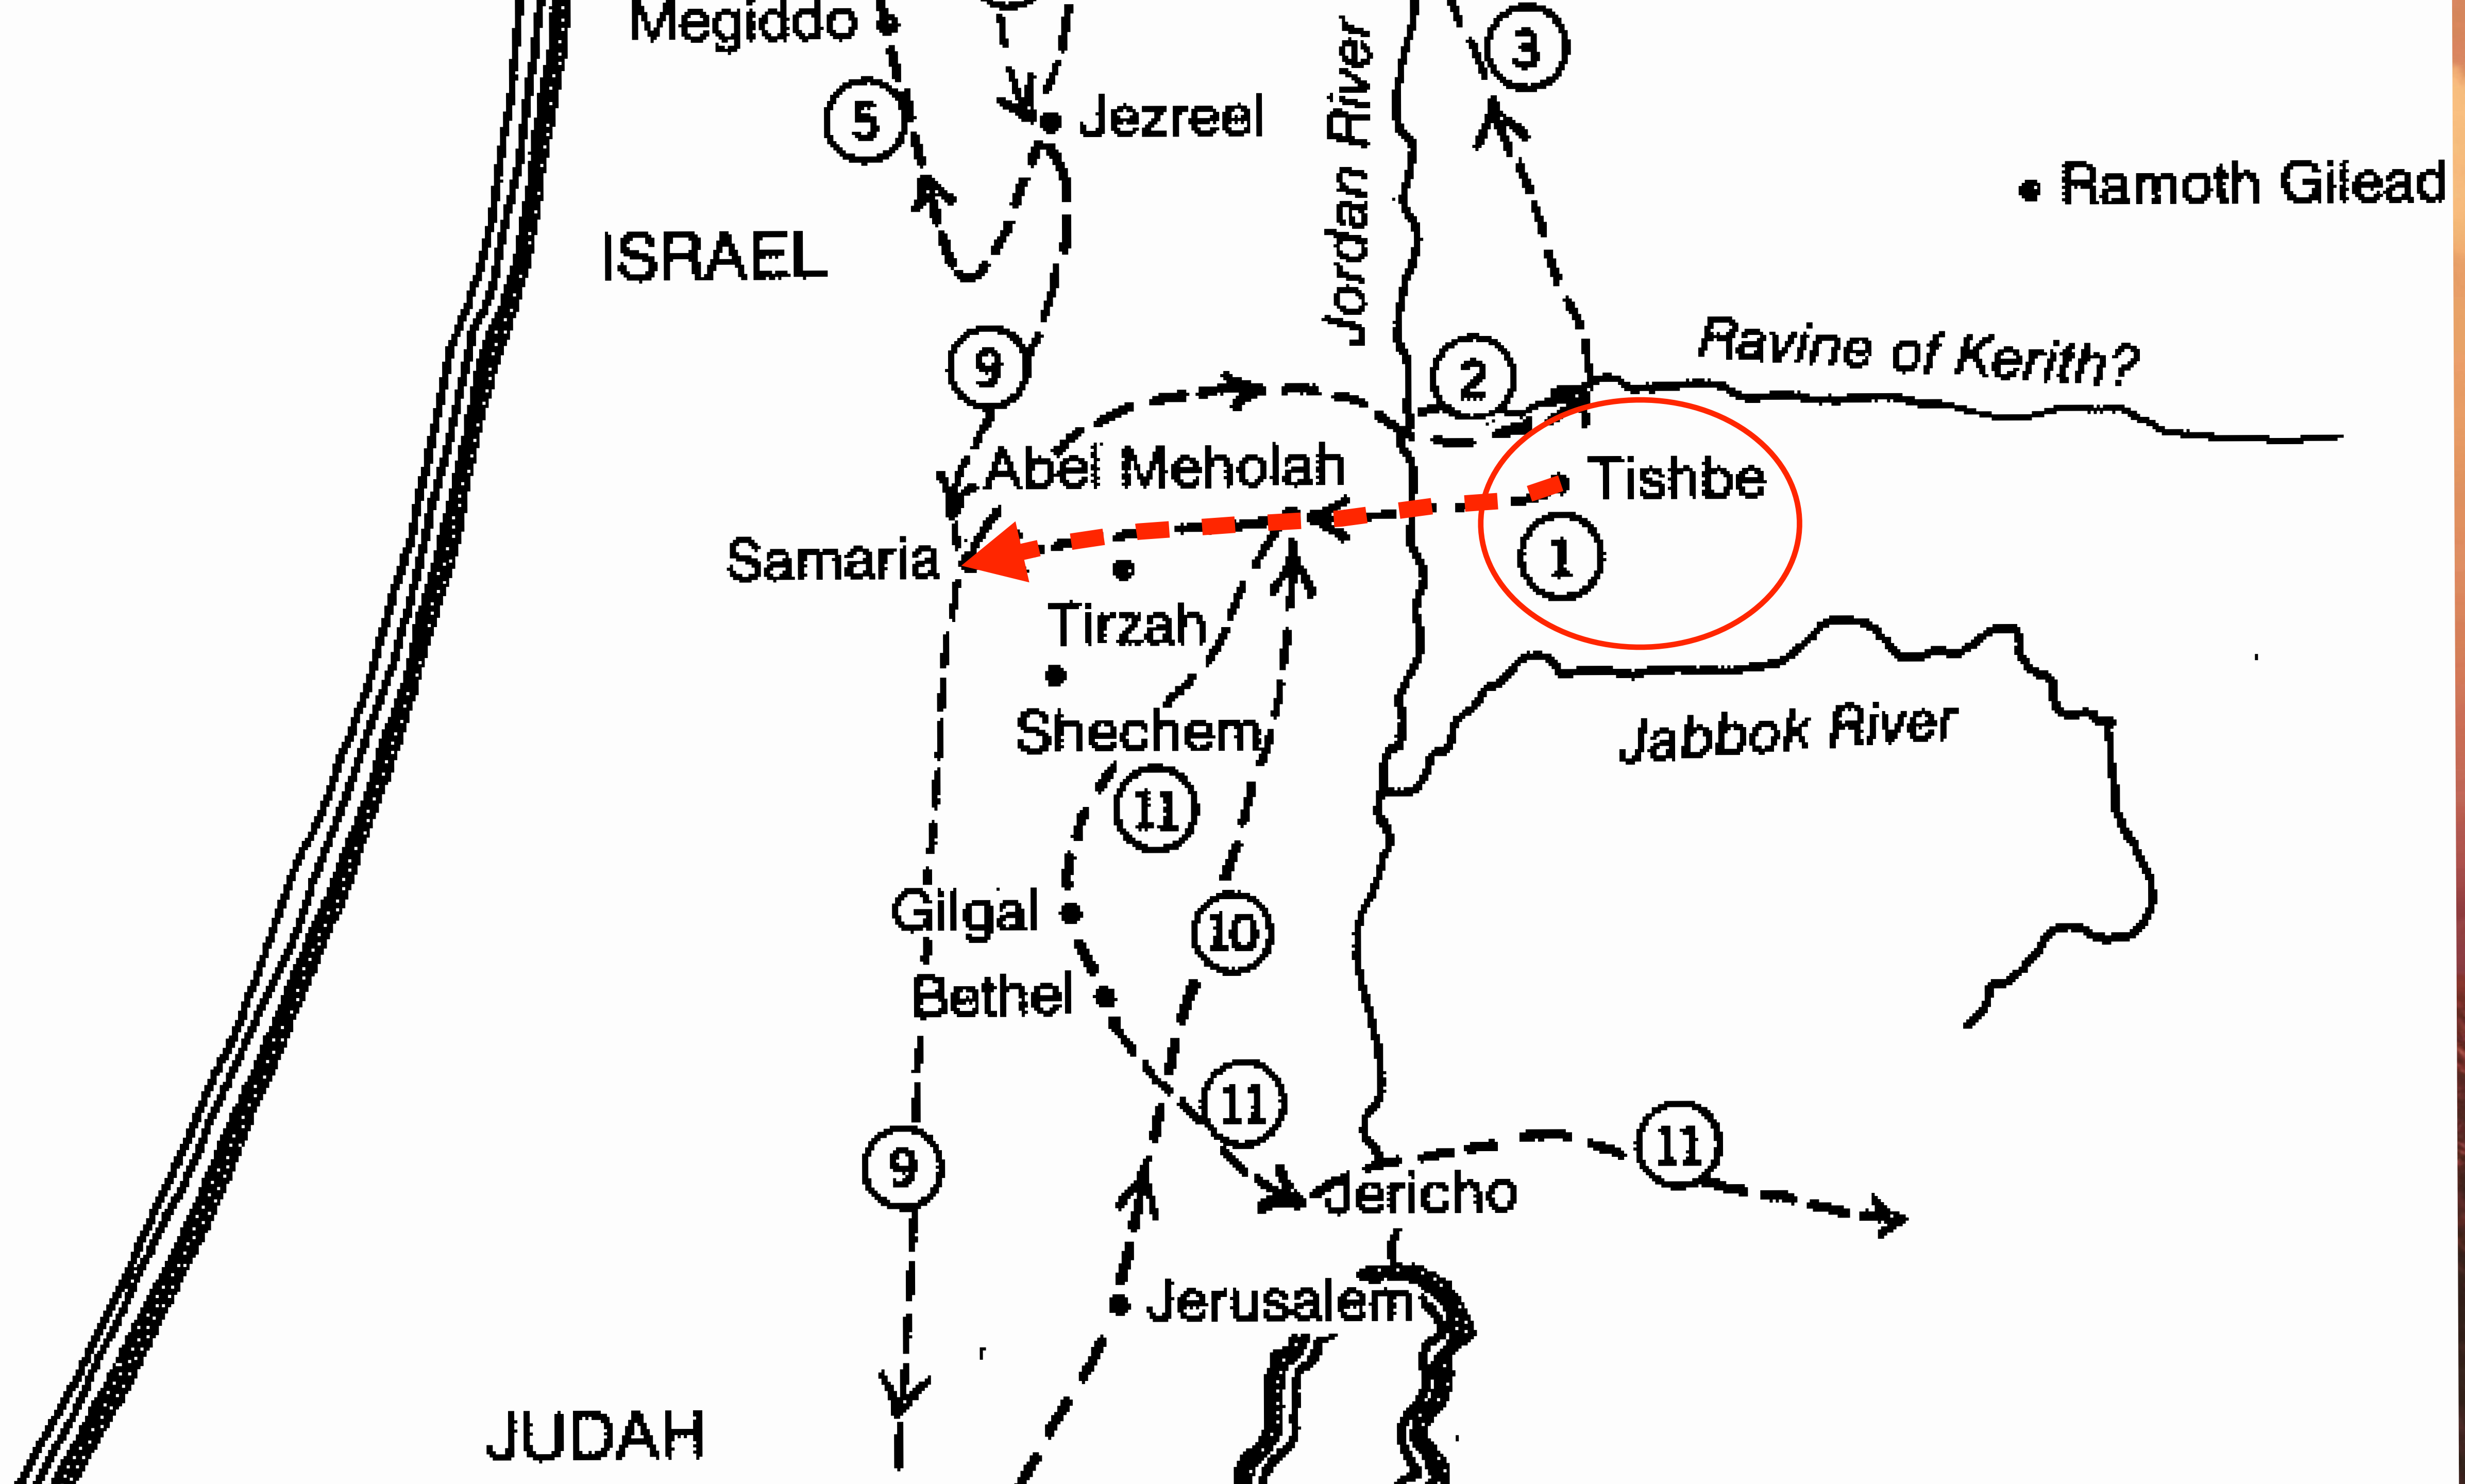 Megiddo
3
5
Jezreel
Jordan River
Ramoth Gilead
ISRAEL
9
2
Ravine of Kerith?
Abel Meholah
Tishbe
Samaria
1
Tirzah
Shechem
Jabbok River
11
Gilgal
10
Bethel
11
11
9
Jericho
Jerusalem
JUDAH